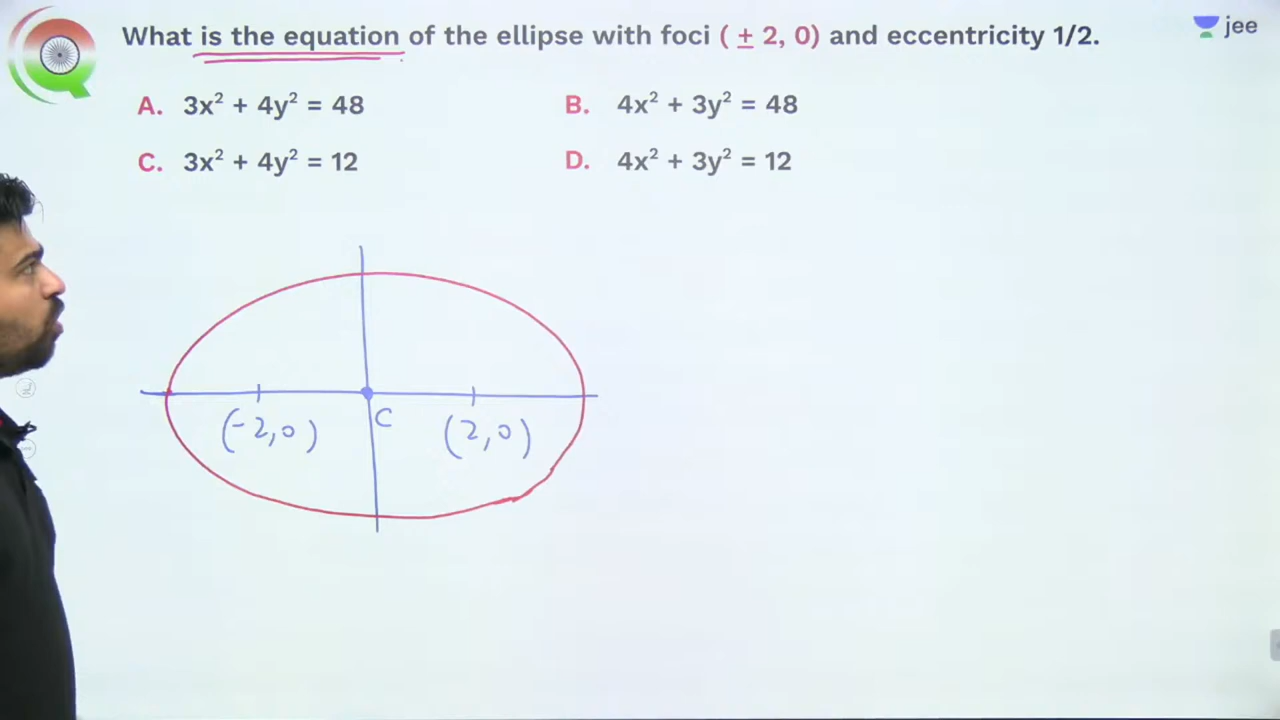 What is the equation of the ellipse with foci ( ± 2, 0) and eccentricity 1/2.
jee
A. 3x² + 4y² = 48
B. 4x² + 3y² = 48
C. 3x² + 4y² = 12
D. 4x² + 3y² = 12
C
(-2,0)
(2,0)